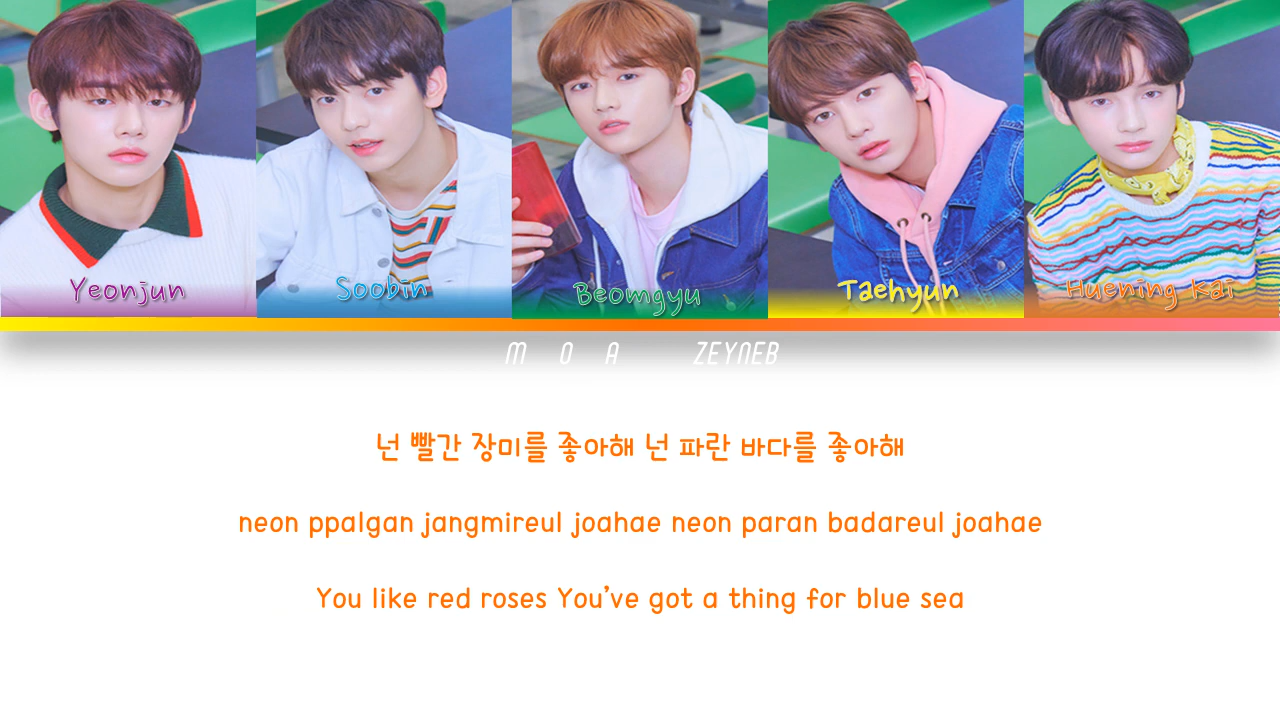 Yeonjun Soobin Beomgyu Taehyun Huening Kai
M O A ZEYNEB
넌 빨간 장미를 좋아해 넌 파란 바다를 좋아해
neon ppalgan jangmireul joahae neon paran badareul joahae
You like red roses You've got a thing for blue sea